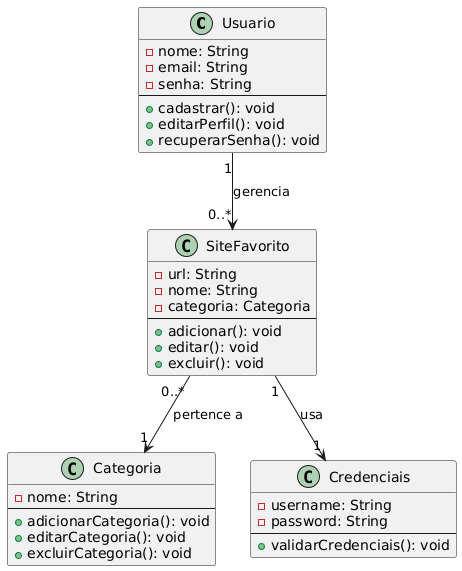 C Usuario
nome: String
email: String
senha: String
cadastrar(): void
editarPerfil(): void
recuperarSenha(): void
1
gerencia
0..*
C SiteFavorito
url: String
nome: String
categoria: Categoria
adicionar(): void
editar(): void
excluir(): void
0..* 1
pertence a usa
1 1
C Categoria
nome: String
adicionarCategoria(): void
editarCategoria(): void
excluirCategoria(): void
C Credenciais
username: String
password: String
validarCredenciais(): void